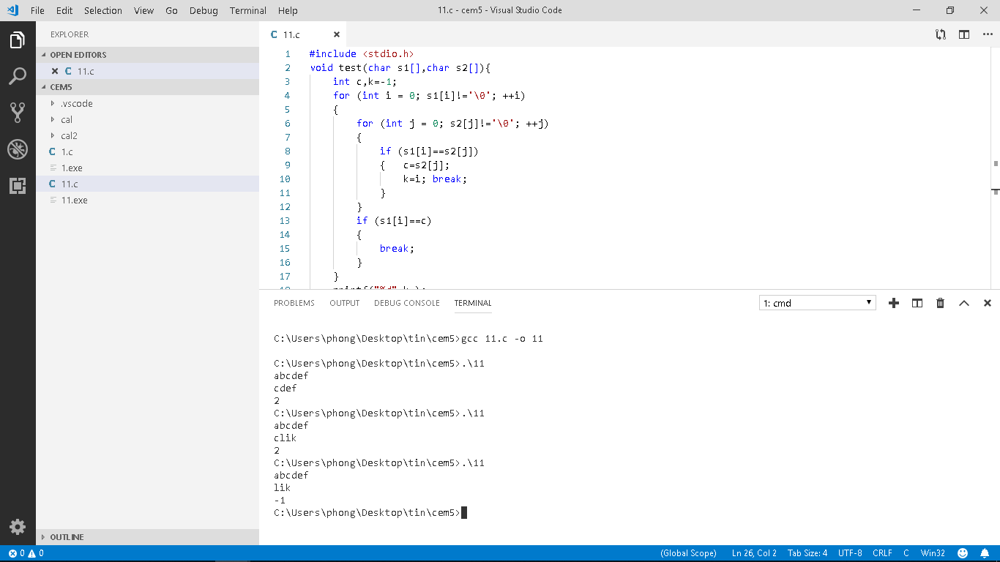 File Edit Selection View Go Debug Terminal Help
11.c - cem5 - Visual Studio Code
EXPLORER
OPEN EDITORS
11.c
CEM5
.vscode
cal
cal2
1.c
1.exe
11.c
11.exe
OUTLINE
11.c
1 #include <stdio.h>
2 void test(char s1[],char s2[]){
3     int c,k=-1;
4     for (int i = 0; s1[i]!='\0'; ++i)
5     {
6         for (int j = 0; s2[j]!='\0'; ++j)
7         {
8             if (s1[i]==s2[j])
9             {   c=s2[j];
10                 k=i; break;
11             }
12         }
13         if (s1[i]==c)
14         {
15             break;
16         }
17     }
PROBLEMS OUTPUT DEBUG CONSOLE TERMINAL 1: cmd
C:\Users\phong\Desktop\tin\cem5>gcc 11.c -o 11
C:\Users\phong\Desktop\tin\cem5>.\11
abcdef
cdef
2
C:\Users\phong\Desktop\tin\cem5>.\11
abcdef
clik
2
C:\Users\phong\Desktop\tin\cem5>.\11
abcdef
lik
-1
C:\Users\phong\Desktop\tin\cem5>
0 0 (Global Scope) Ln 26, Col 2 Tab Size: 4 UTF-8 CRLF C Win32